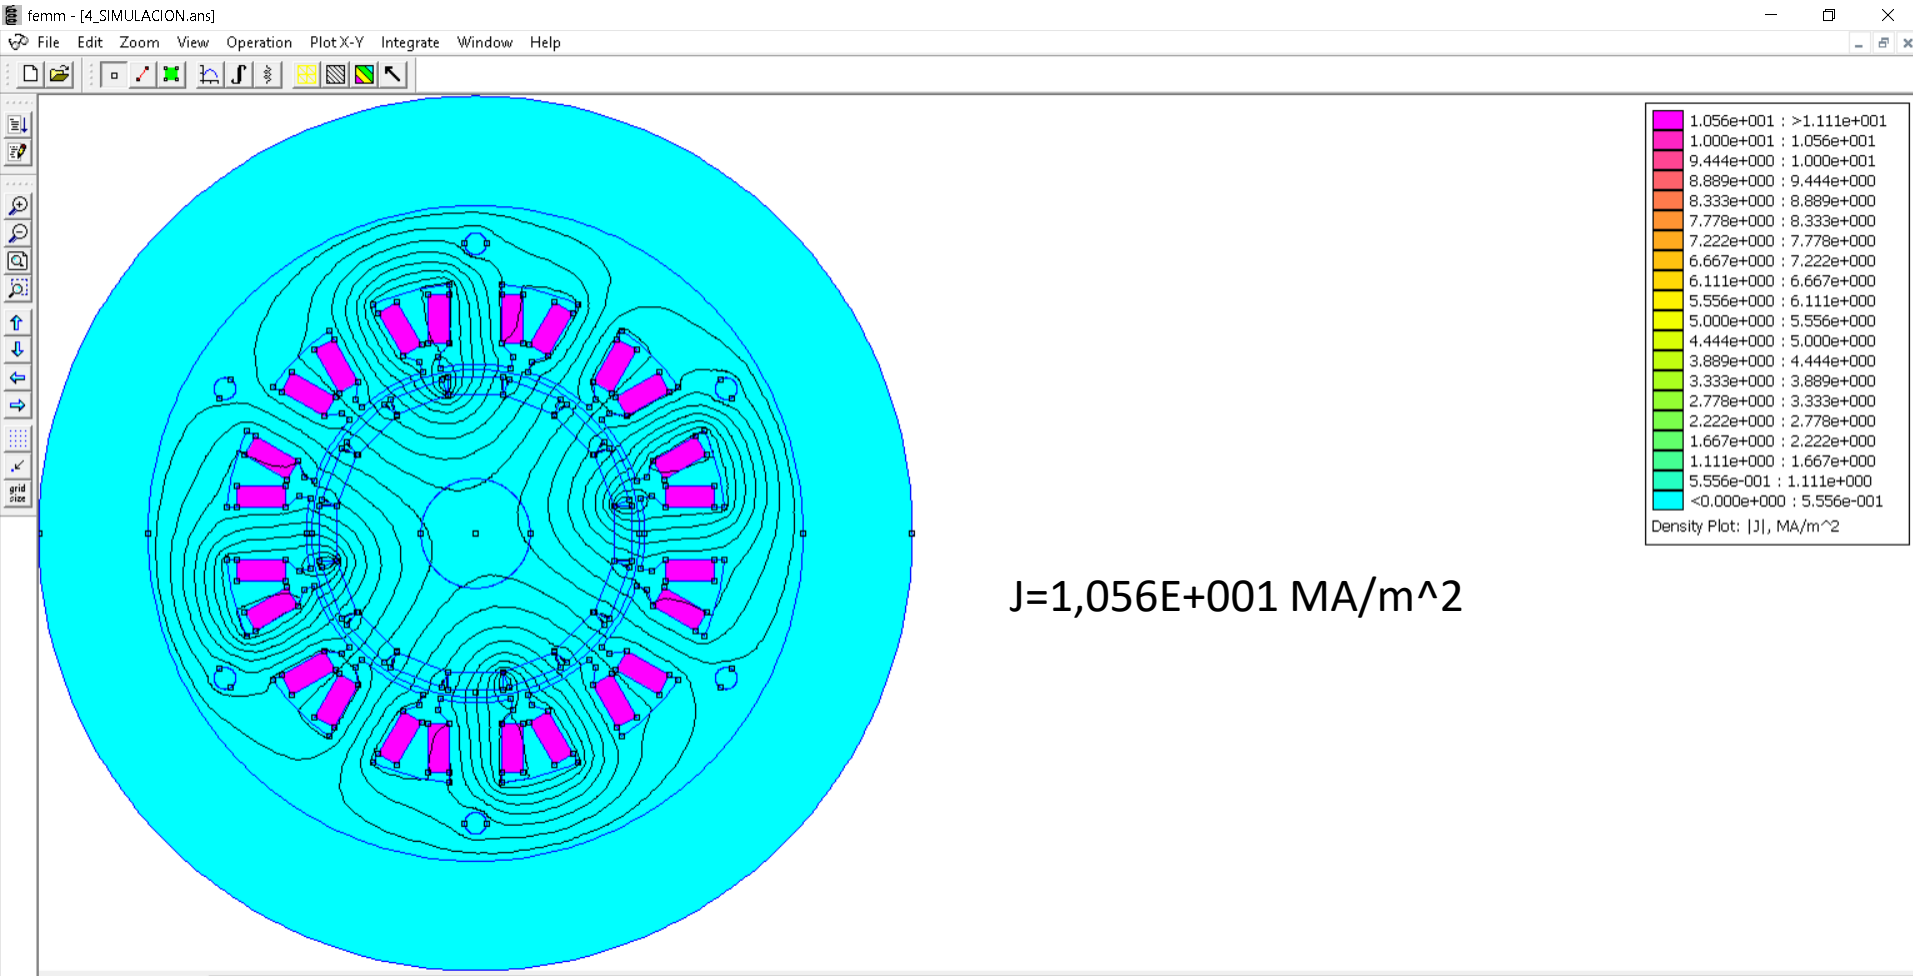 femm - [4_SIMULACION.ans]
File Edit Zoom View Operation Plot X-Y Integrate Window Help
grid
size
1.056e+001 : >1.111e+001
1.000e+001 : 1.056e+001
9.444e+000 : 1.000e+001
8.889e+000 : 9.444e+000
8.333e+000 : 8.889e+000
7.778e+000 : 8.333e+000
7.222e+000 : 7.778e+000
6.667e+000 : 7.222e+000
6.111e+000 : 6.667e+000
5.556e+000 : 6.111e+000
5.000e+000 : 5.556e+000
4.444e+000 : 5.000e+000
3.889e+000 : 4.444e+000
3.333e+000 : 3.889e+000
2.778e+000 : 3.333e+000
2.222e+000 : 2.778e+000
1.667e+000 : 2.222e+000
1.111e+000 : 1.667e+000
5.556e-001 : 1.111e+000
<0.000e+000 : 5.556e-001
Density Plot: |J|, MA/m^2
J=1,056E+001 MA/m^2